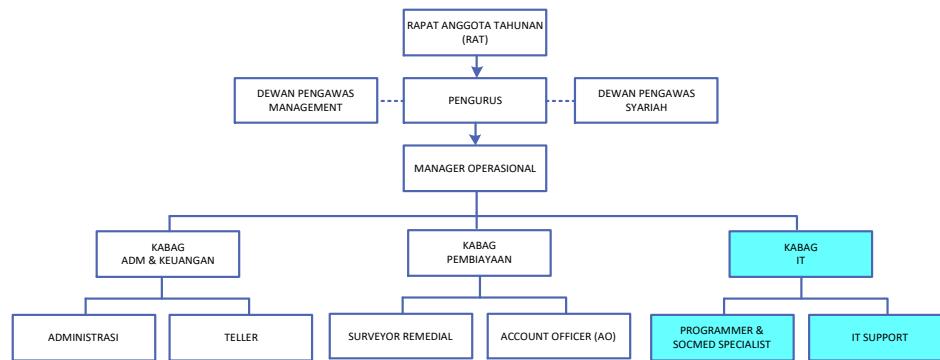 RAPAT ANGGOTA TAHUNAN
(RAT)
DEWAN PENGAWAS
MANAGEMENT
PENGURUS
DEWAN PENGAWAS
SYARIAH
MANAGER OPERASIONAL
KABAG
ADM & KEUANGAN
KABAG
PEMBIAYAAN
KABAG
IT
ADMINISTRASI
TELLER
SURVEYOR REMEDIAL
ACCOUNT OFFICER (AO)
PROGRAMMER &
SOCMED SPECIALIST
IT SUPPORT